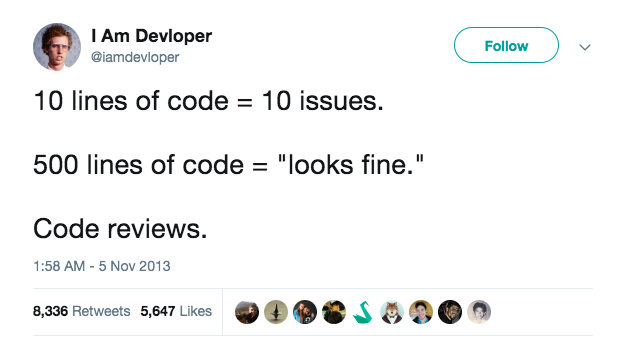 I Am Devloper
@iamdevloper
Follow
10 lines of code = 10 issues.
500 lines of code = "looks fine."
Code reviews.
1:58 AM - 5 Nov 2013
8,336 Retweets 5,647 Likes